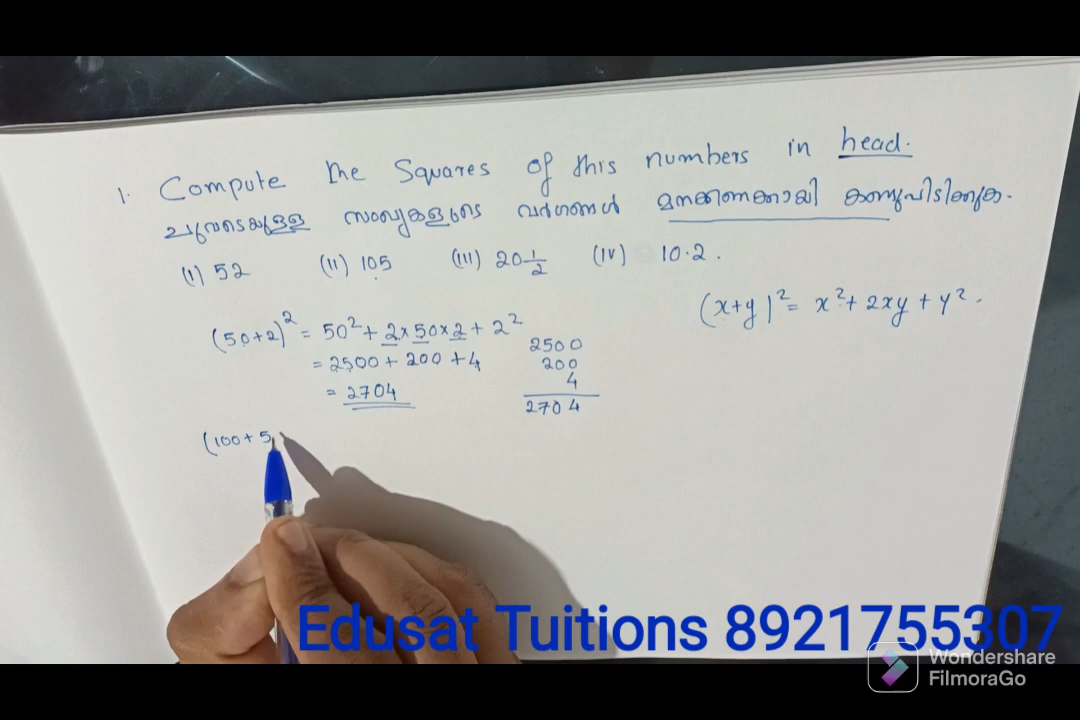 1. Compute the Squares of this numbers in head.
ചുവടെയുള്ള സംഖ്യകളുടെ വർഗങ്ങൾ മനക്കണക്കായി കണ്ടുപിടിക്കുക.
(I) 52 (II) 105 (III) 20 1/2 (IV) 10.2.
(x+y)² = x² + 2xy + y².
(50+2)² = 50² + 2×50×2 + 2²
= 2500 + 200 + 4
= 2704
2500
200
4
2704
(100+5
Edusat Tuitions 8921755307
Wondershare
FilmoraGo